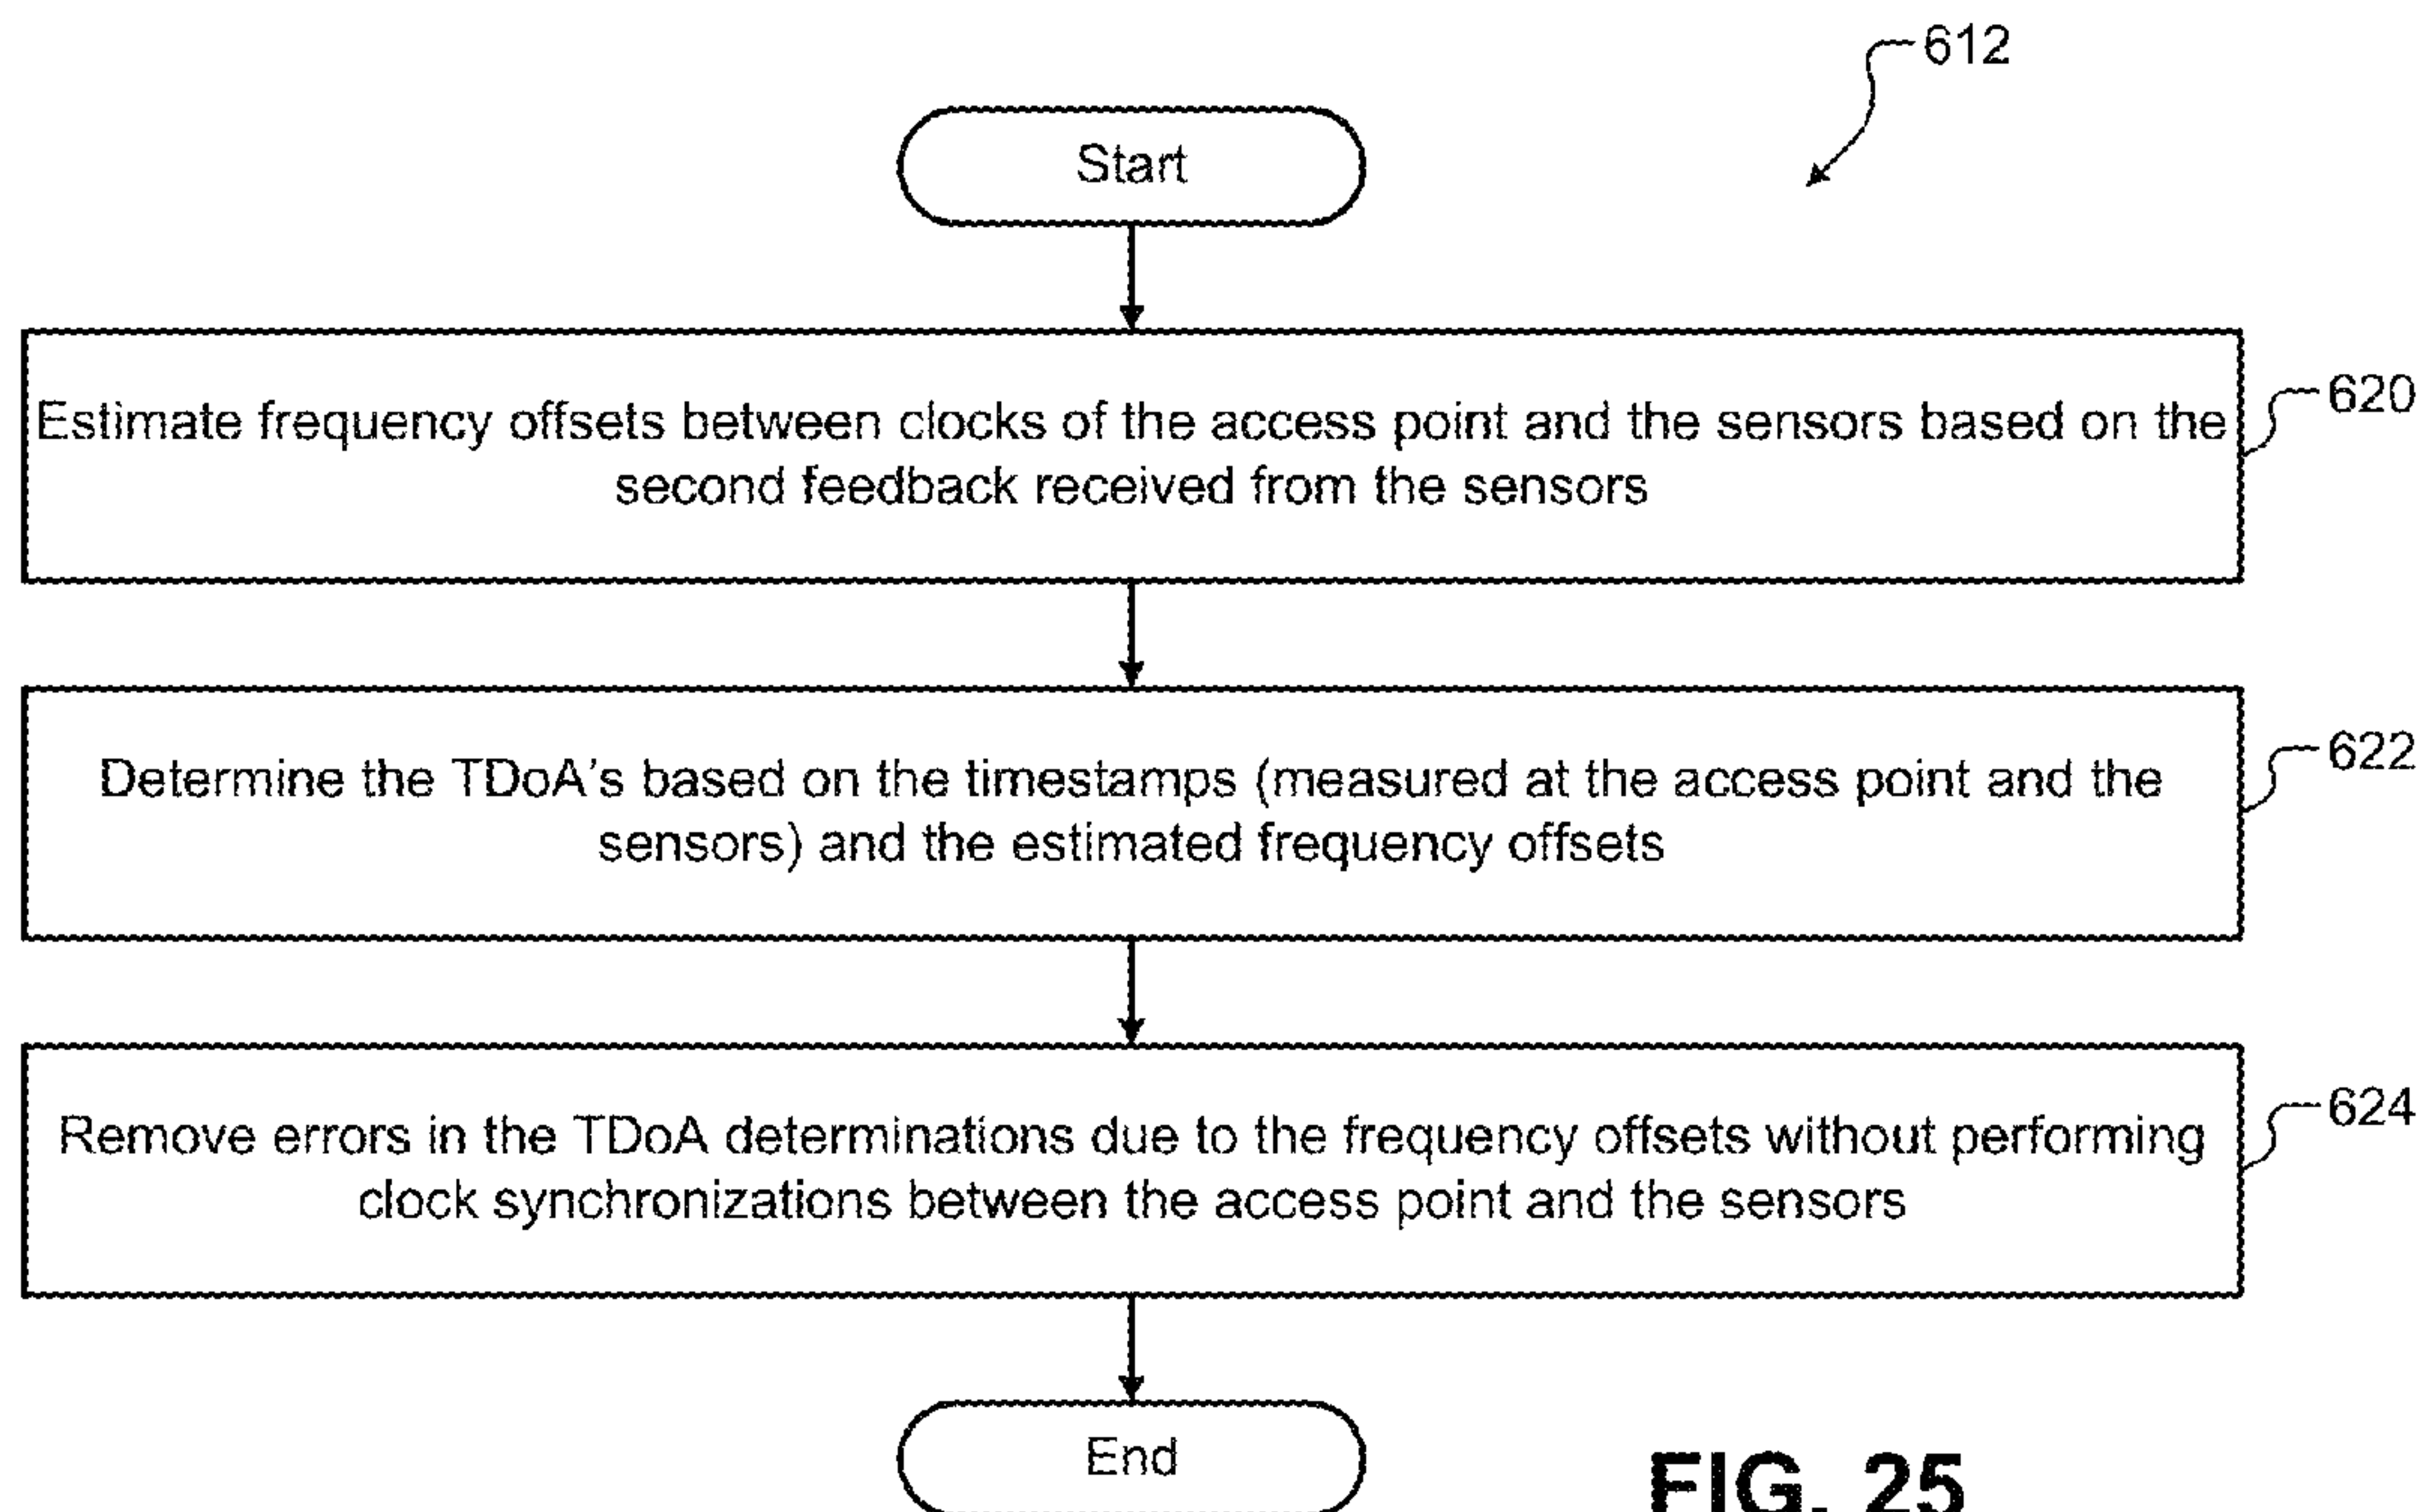 612
Start
Estimate frequency offsets between clocks of the access point and the sensors based on the
second feedback received from the sensors
620
Determine the TDoA's based on the timestamps (measured at the access point and the
sensors) and the estimated frequency offsets
622
Remove errors in the TDoA determinations due to the frequency offsets without performing
clock synchronizations between the access point and the sensors
624
End
FIG. 25